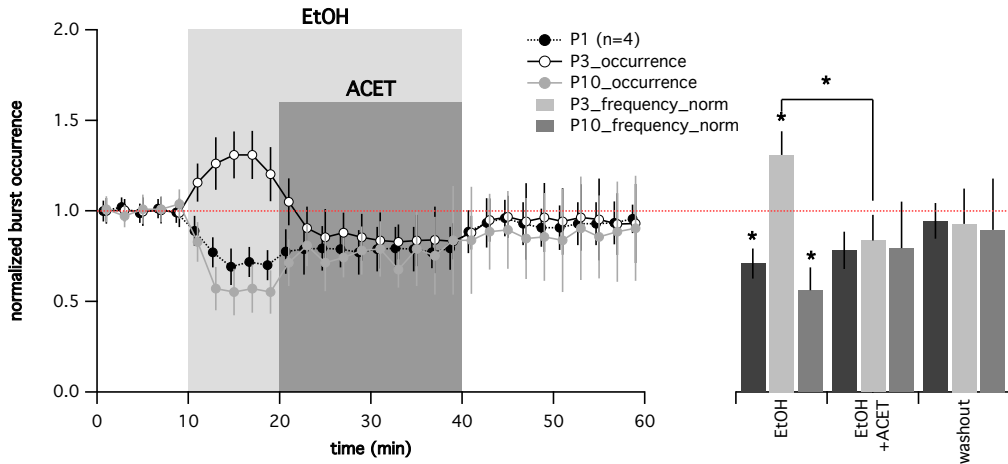 EtOH
ACET
P1 (n=4)
P3_occurrence
P10_occurrence
P3_frequency_norm
P10_frequency_norm
normalized burst occurrence
2.0
1.5
1.0
0.5
0.0
0
10
20
30
40
50
60
time (min)
*
*
*
*
EtOH
EtOH
+ACET
washout